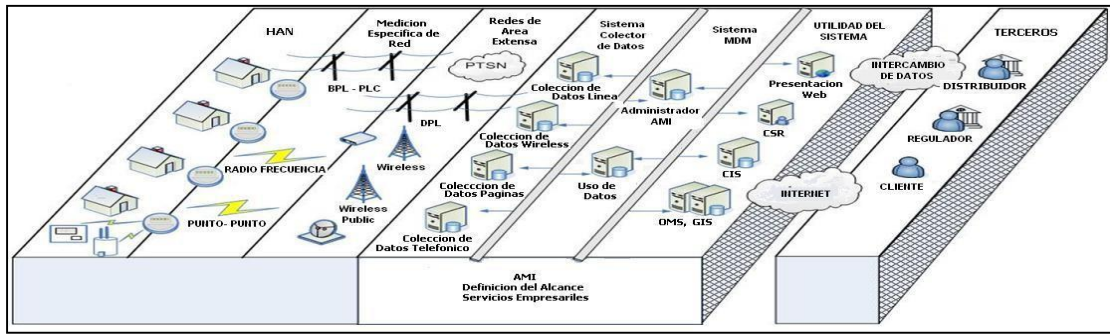 HAN
Medicion
Especifica de
Red
Redes de
Area
Extensa
Sistema
Colector
de Datos
Sistema
MDM
UTILIDAD DEL
SISTEMA
TERCEROS
BPL - PLC
PTSN
DPL
RADIO FRECUENCIA
PUNTO- PUNTO
Wireless
Wireless
Public
Coleccion de
Datos Linea
Coleccion de
Datos Wireless
Colecccion de
Datos Paginas
Coleccion de
Datos Telefonico
Administrador
AMI
Uso de
Datos
Presentacion
Web
CSR
CIS
OMS, GIS
INTERCAMBIO
DE DATOS
INTERNET
DISTRIBUIDOR
REGULADOR
CLIENTE
AMI
Definicion del Alcance
Servicios Empresariles